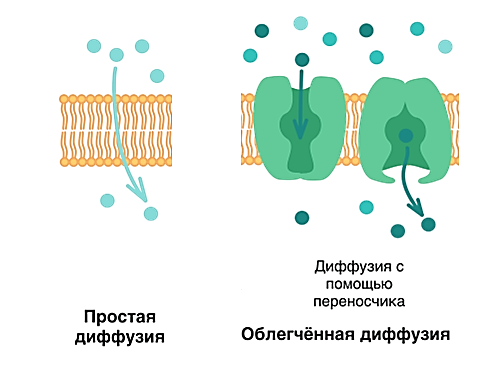 Диффузия с
помощью
переносчика
Простая
диффузия
Облегчённая диффузия